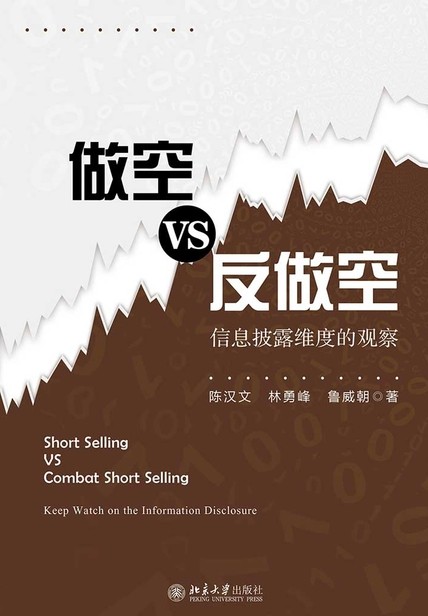 做空
VS
反做空
信息披露维度的观察
陈汉文 林勇峰 鲁威朝◎著
Short Selling
VS
Combat Short Selling
Keep Watch on the Information Disclosure
北京大学出版社
PEKING UNIVERSITY PRESS